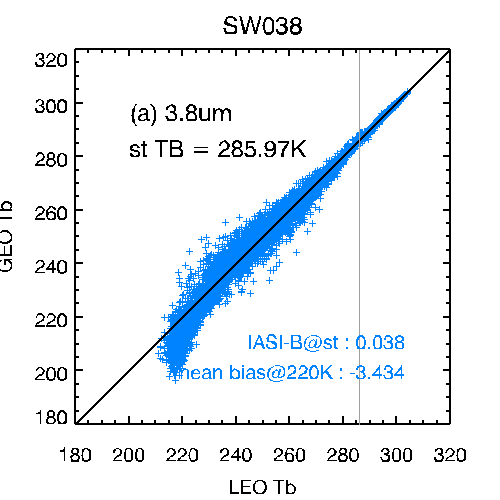 SW038
320
300
280
260
240
220
200
180
GEO Tb
(a) 3.8um
st TB = 285.97K
IASI-B@st : 0.038
bias@220K : -3.434
180 200 220 240 260 280 300 320
LEO Tb